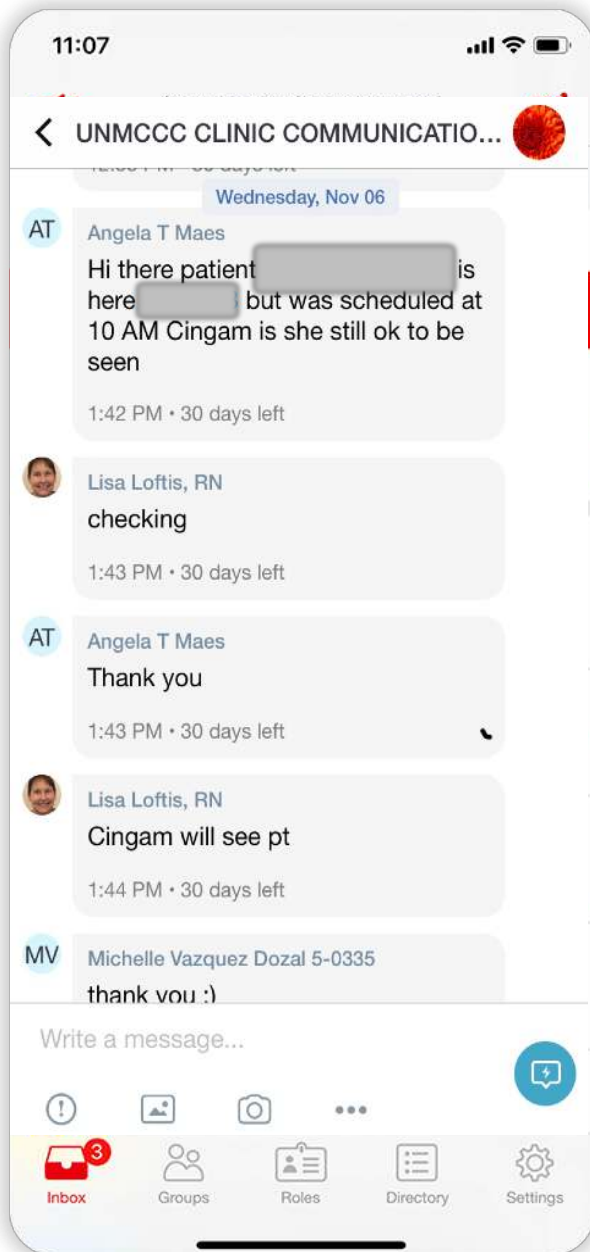 11:07
UNMCCC CLINIC COMMUNICATIO...
Wednesday, Nov 06
AT
Angela T Maes
Hi there patient is
here but was scheduled at
10 AM Cingam is she still ok to be
seen
1:42 PM • 30 days left
Lisa Loftis, RN
checking
1:43 PM • 30 days left
AT
Angela T Maes
Thank you
1:43 PM • 30 days left
Lisa Loftis, RN
Cingam will see pt
1:44 PM • 30 days left
MV
Michelle Vazquez Dozal 5-0335
thank you :)
Write a message...
3
Inbox Groups Roles Directory Settings